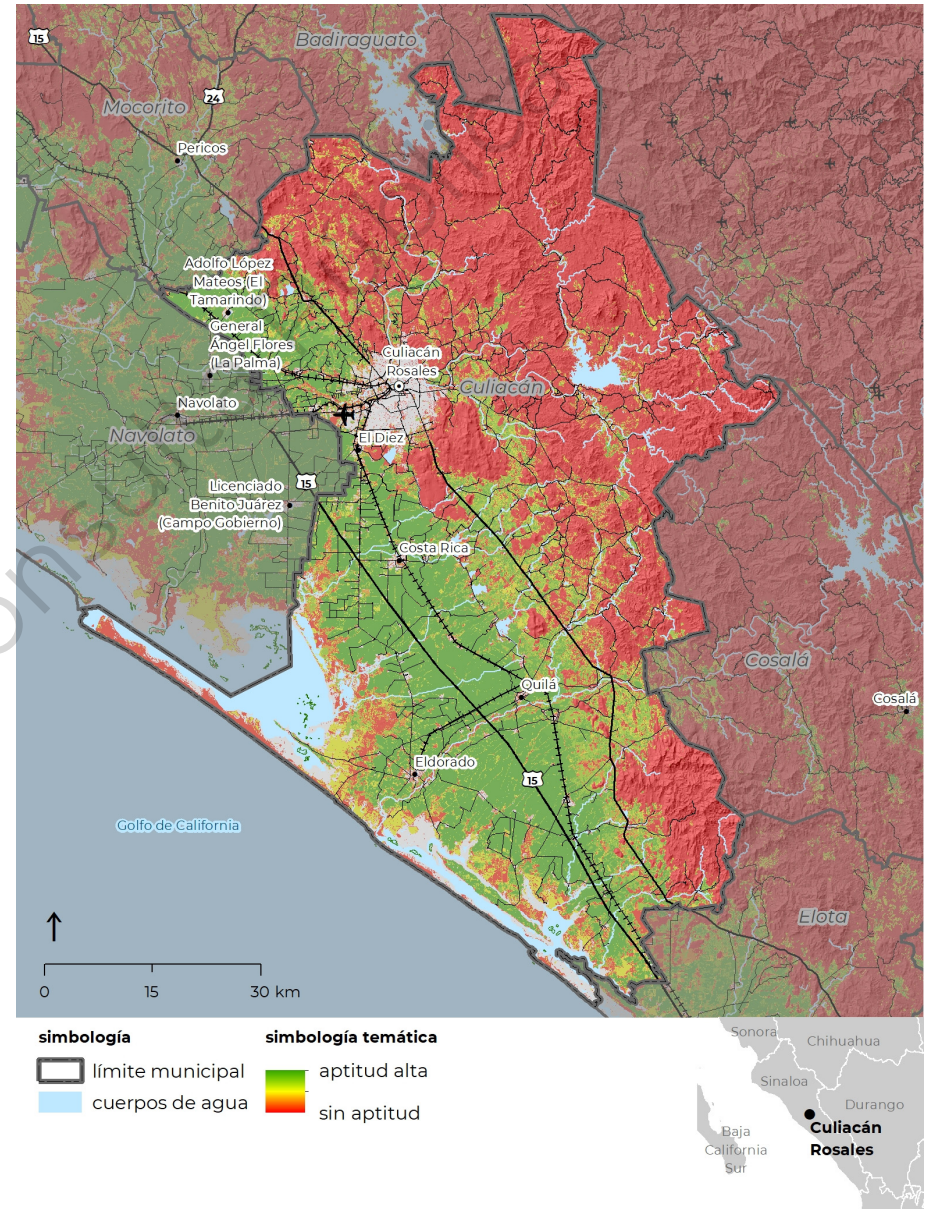 15
Badiraguato
24
Mocorito
Pericos
Adolfo López
Mateos (El
Tamarindo)
General
Ángel Flores
(La Palma)
Culiacán
Rosales
Culiacán
Navolato
Navolato
El Diez
Licenciado
Benito Juárez
(Campo Gobierno)
15
Costa Rica
Cosalá
Quilá
Cosalá
Eldorado
15
Golfo de California
Elota
0 15 30 km
simbología
límite municipal
cuerpos de agua
simbología temática
aptitud alta
sin aptitud
Sonora
Chihuahua
Sinaloa
Durango
Culiacán
Rosales
Baja
California
Sur